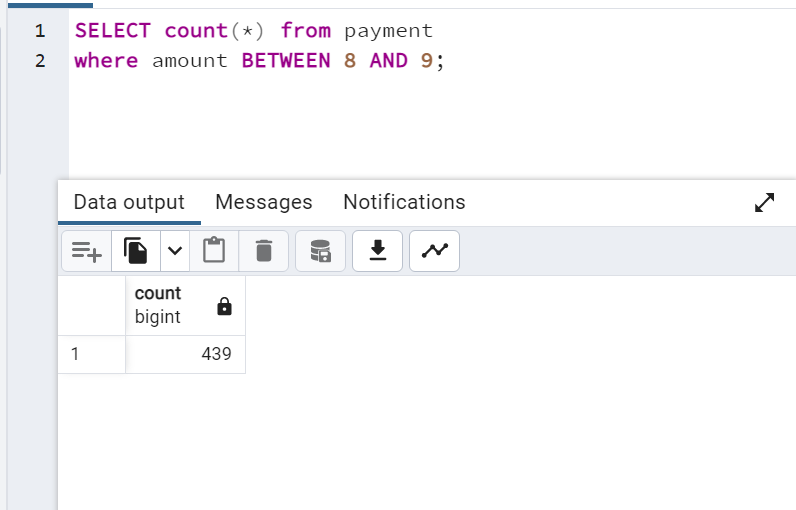 1 SELECT count(*) from payment
2 where amount BETWEEN 8 AND 9;
Data output Messages Notifications
count
bigint
1 439